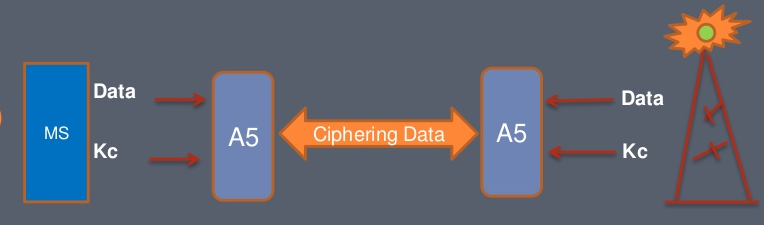 Data
MS
Kc
A5
Ciphering Data
A5
Data
Kc